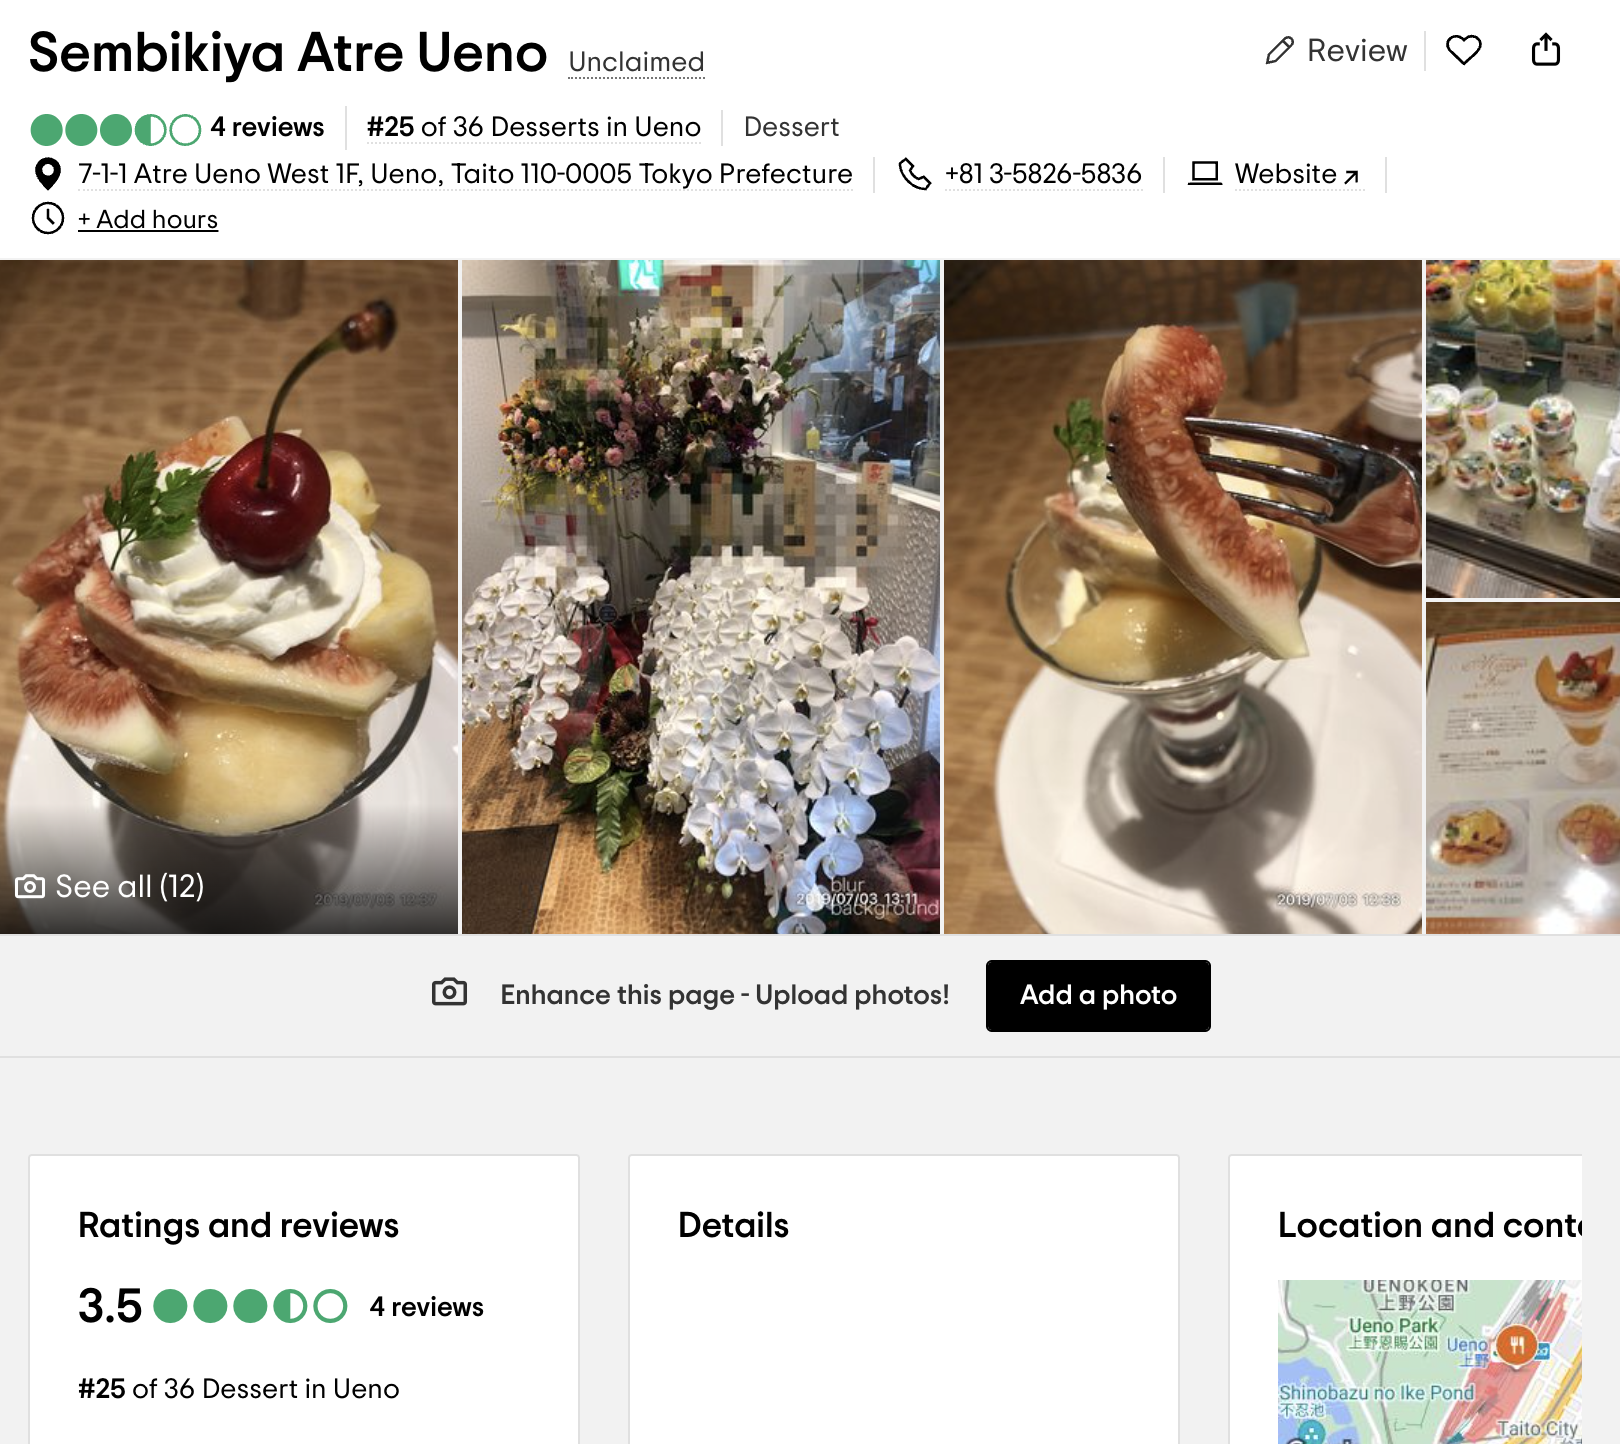 Sembikiya Atre Ueno Unclaimed
Review
4 reviews #25 of 36 Desserts in Ueno Dessert
7-1-1 Atre Ueno West 1F, Ueno, Taito 110-0005 Tokyo Prefecture +81 3-5826-5836 Website
+ Add hours
See all (12)
2019/07/03 12:37
blur
2019/07/03 13:11
background
2019/07/03 12:38
Enhance this page - Upload photos! Add a photo
Ratings and reviews
3.5 4 reviews
#25 of 36 Dessert in Ueno
Details
Location and conta
UENOKOEN
上野公園
Ueno Park
上野恩賜公園
Ueno
上野
Shinobazu no Ike Pond
不忍池
Taito City